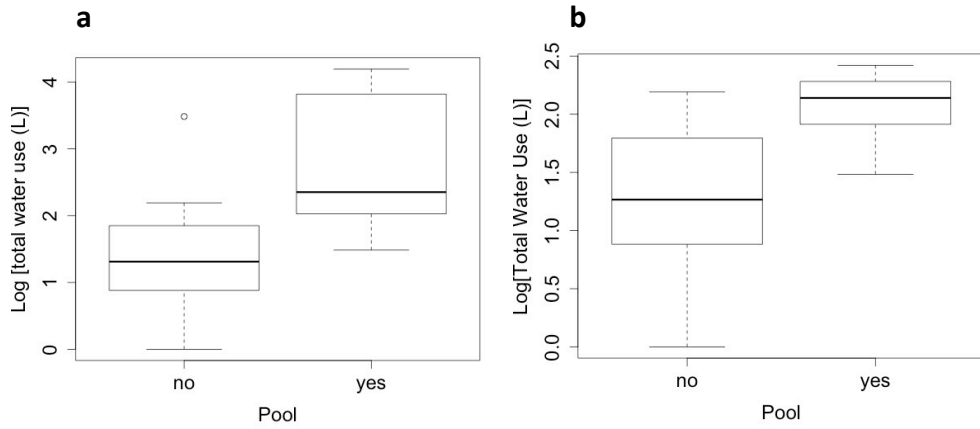 a
Log [total water use (L)]
4
3
2
1
0
no yes
Pool
b
Log[Total Water Use (L)]
2.5
2.0
1.5
1.0
0.5
0.0
no yes
Pool